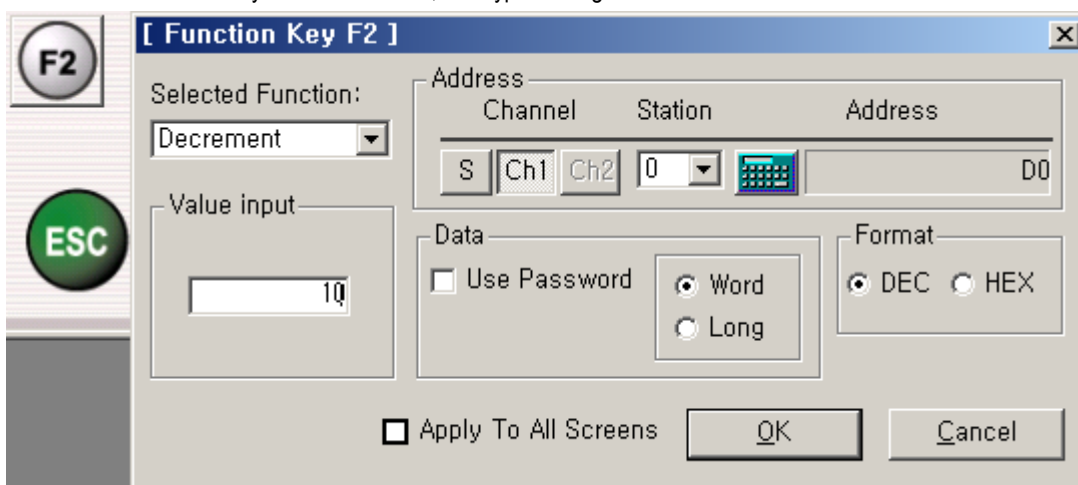 [ Function Key F2 ]
F2
Selected Function:
Decrement
Address
Channel Station Address
S Ch1 Ch2 0 D0
Value input
10
ESC
Data
Use Password
Word
Long
Format
DEC HEX
Apply To All Screens OK Cancel